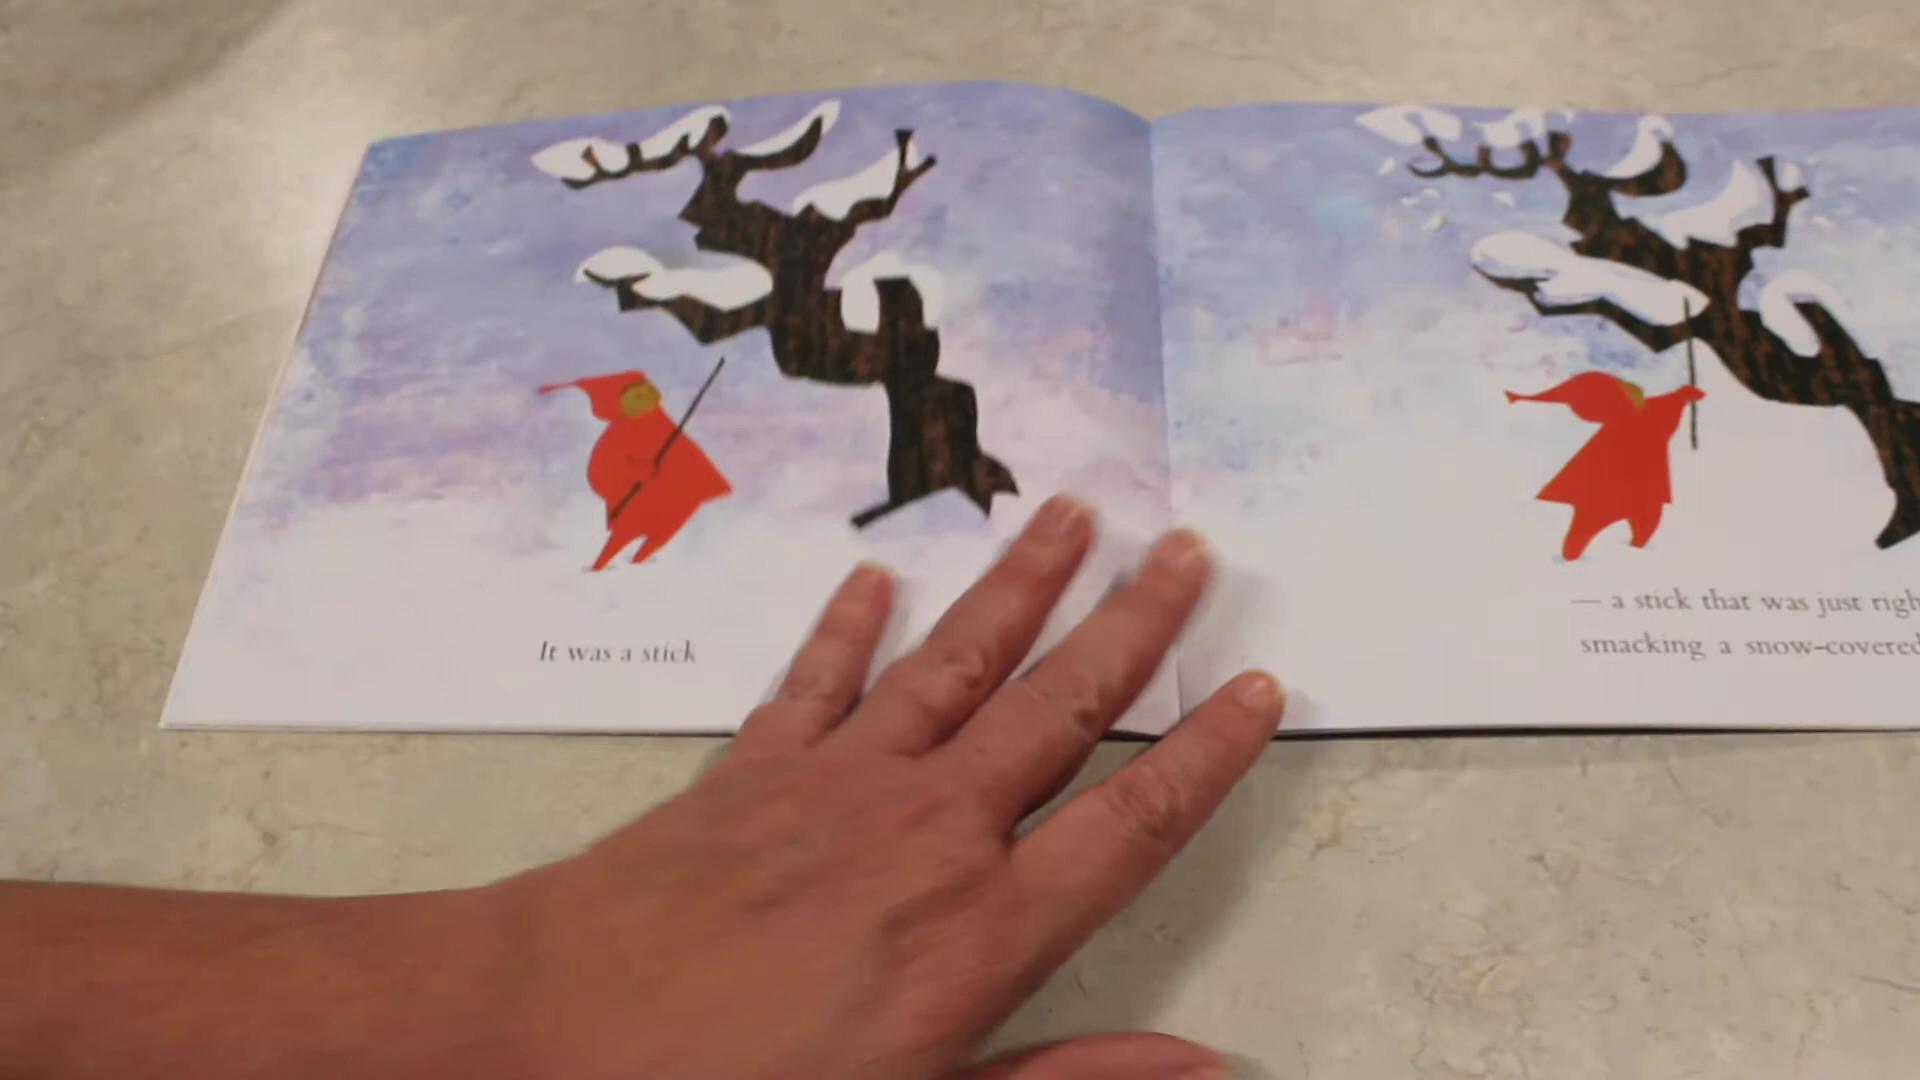 It was a stick
— a stick that was just righ
smacking a snow-covered